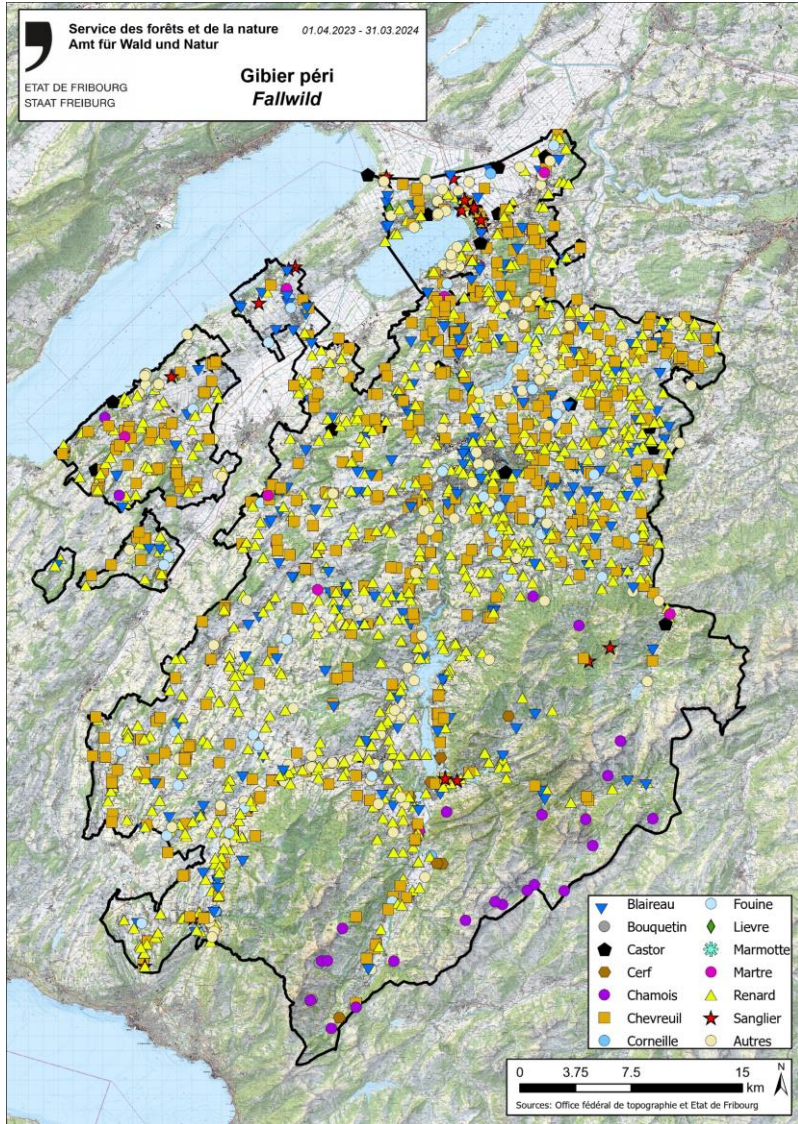 Service des forêts et de la nature
Amt für Wald und Natur
01.04.2023 - 31.03.2024
ETAT DE FRIBOURG
STAAT FREIBURG
Gibier péri
Fallwild
Blaireau
Bouquetin
Castor
Cerf
Chamois
Chevreuil
Corneille
Fouine
Lievre
Marmotte
Martre
Renard
Sanglier
Autres
0 3.75 7.5 15
km
N
Sources: Office fédéral de topographie et Etat de Fribourg